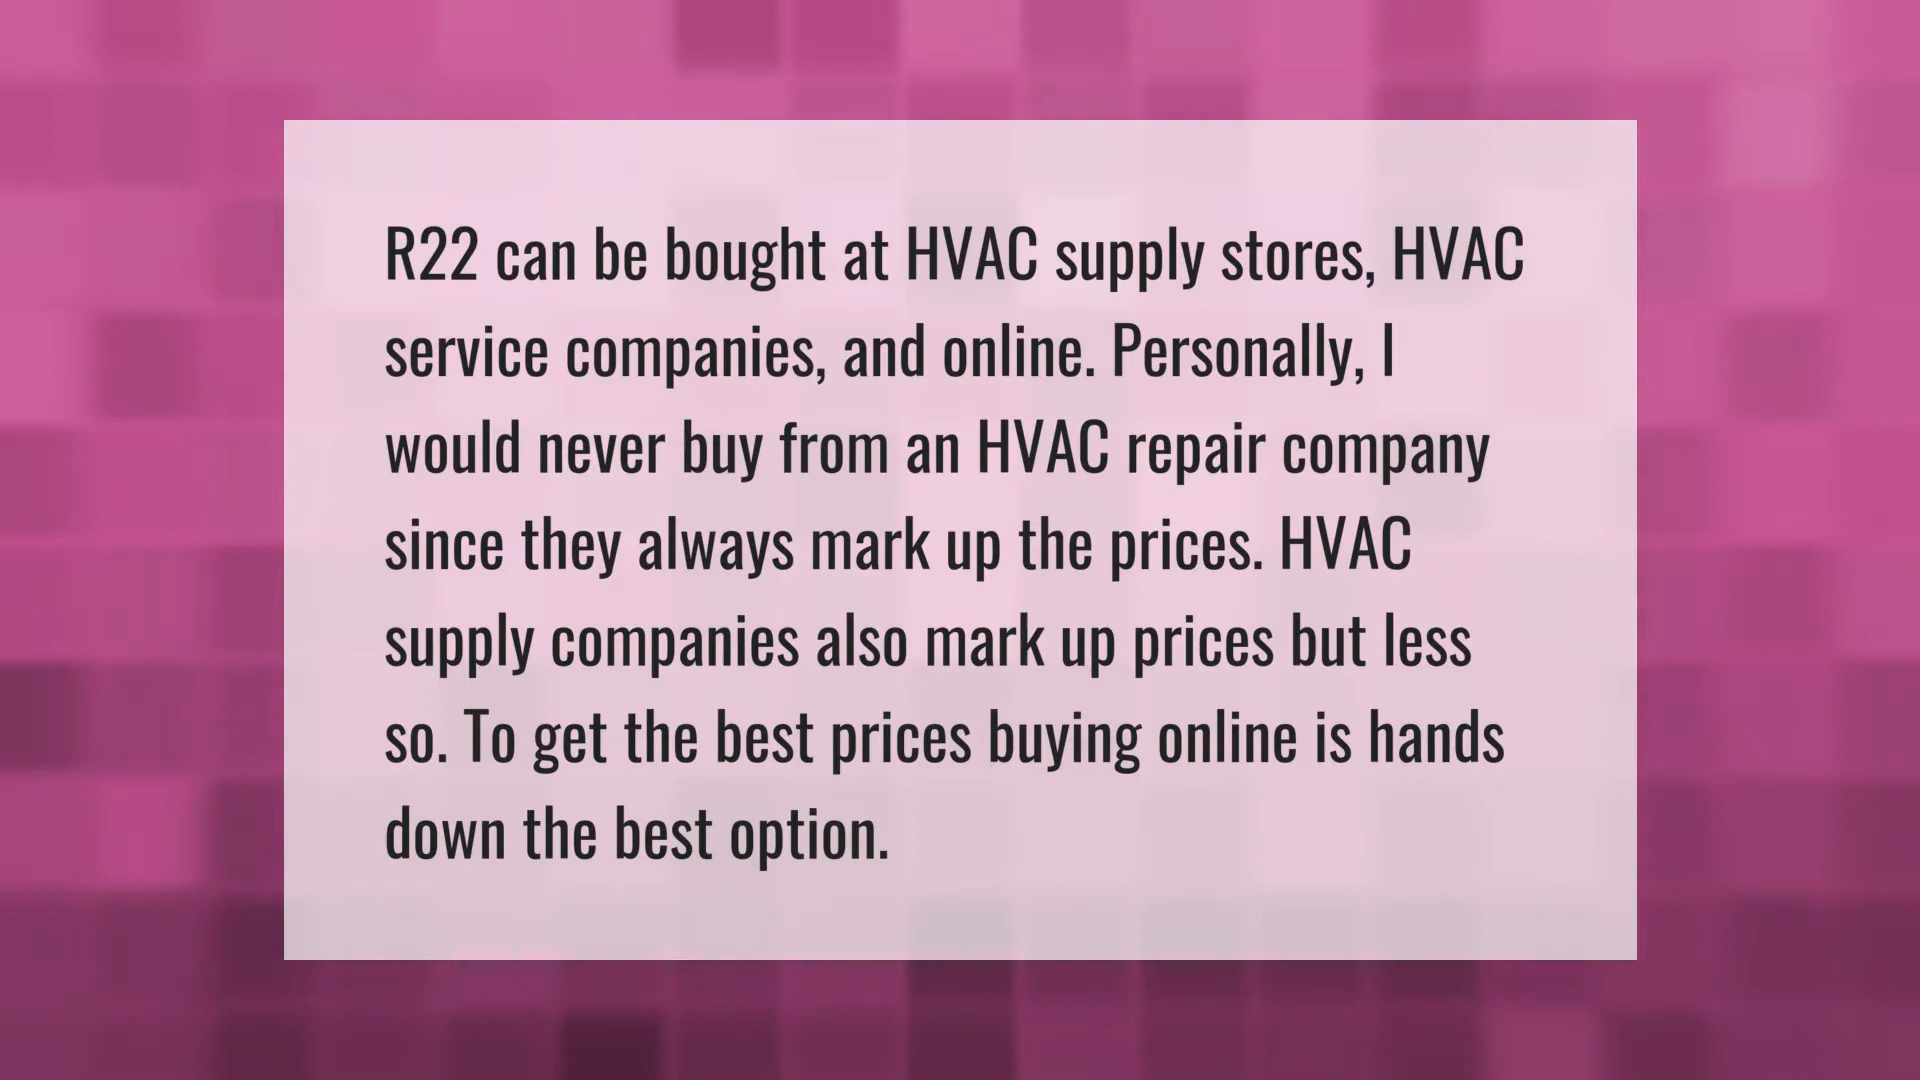 R22 can be bought at HVAC supply stores, HVAC
service companies, and online. Personally, I
would never buy from an HVAC repair company
since they always mark up the prices. HVAC
supply companies also mark up prices but less
so. To get the best prices buying online is hands
down the best option.